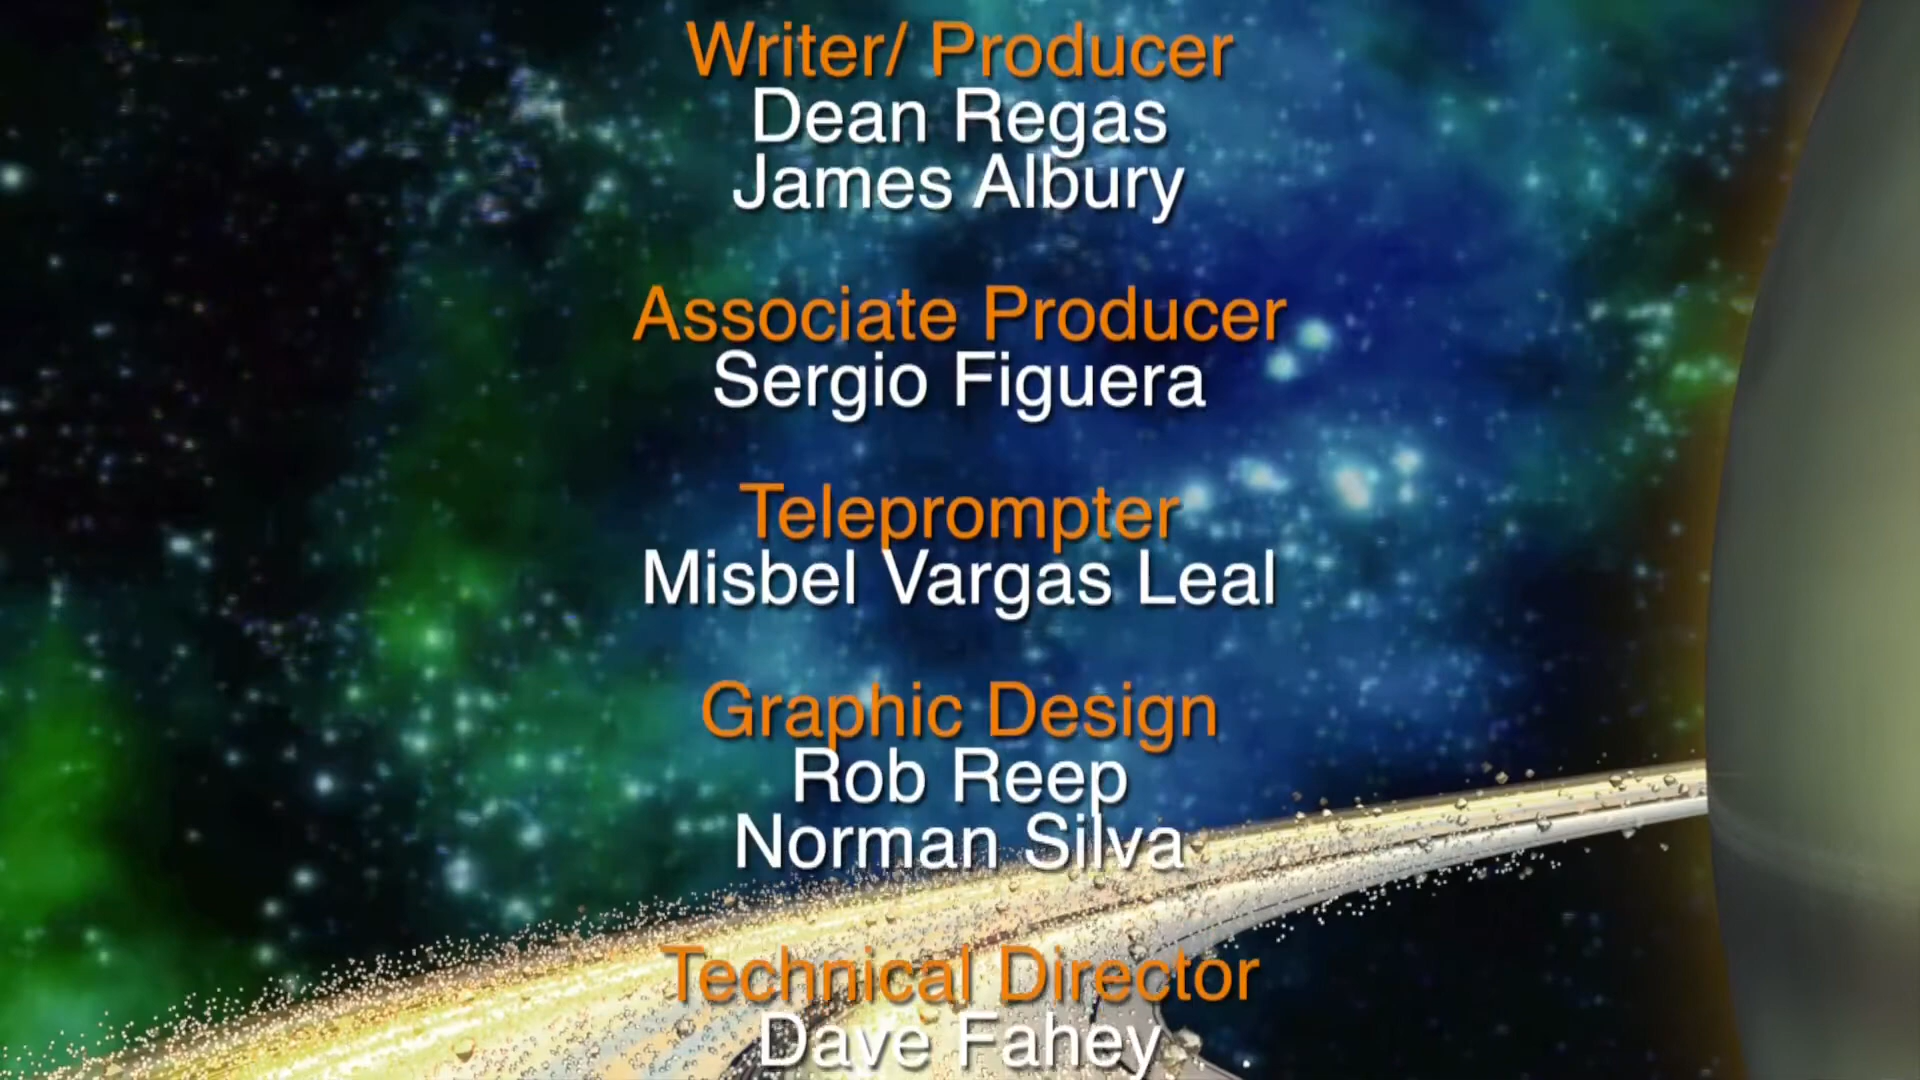 Writer/ Producer
Dean Regas
James Albury
Associate Producer
Sergio Figuera
Teleprompter
Misbel Vargas Leal
Graphic Design
Rob Reep
Norman Silva
Technical Director
Dave Fahey